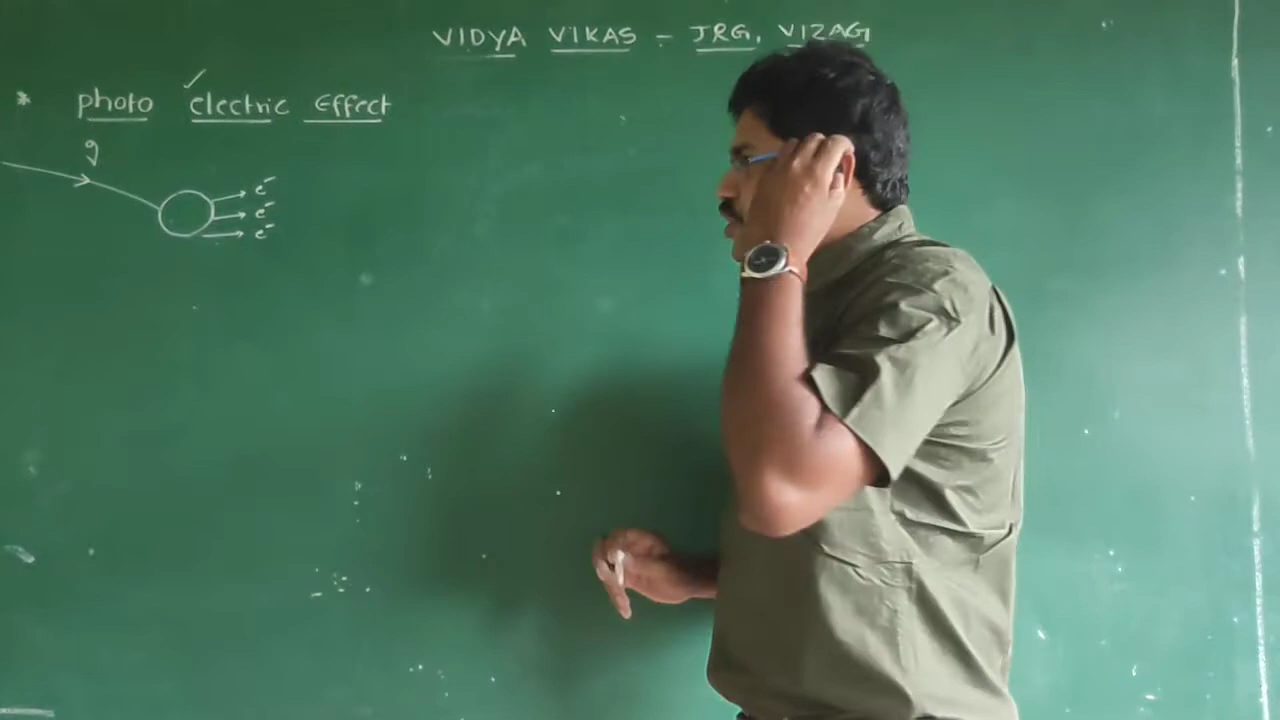 VIDYA VIKAS - JRG, VIZAG
* photo electric Effect
g
e⁻
e⁻
e⁻